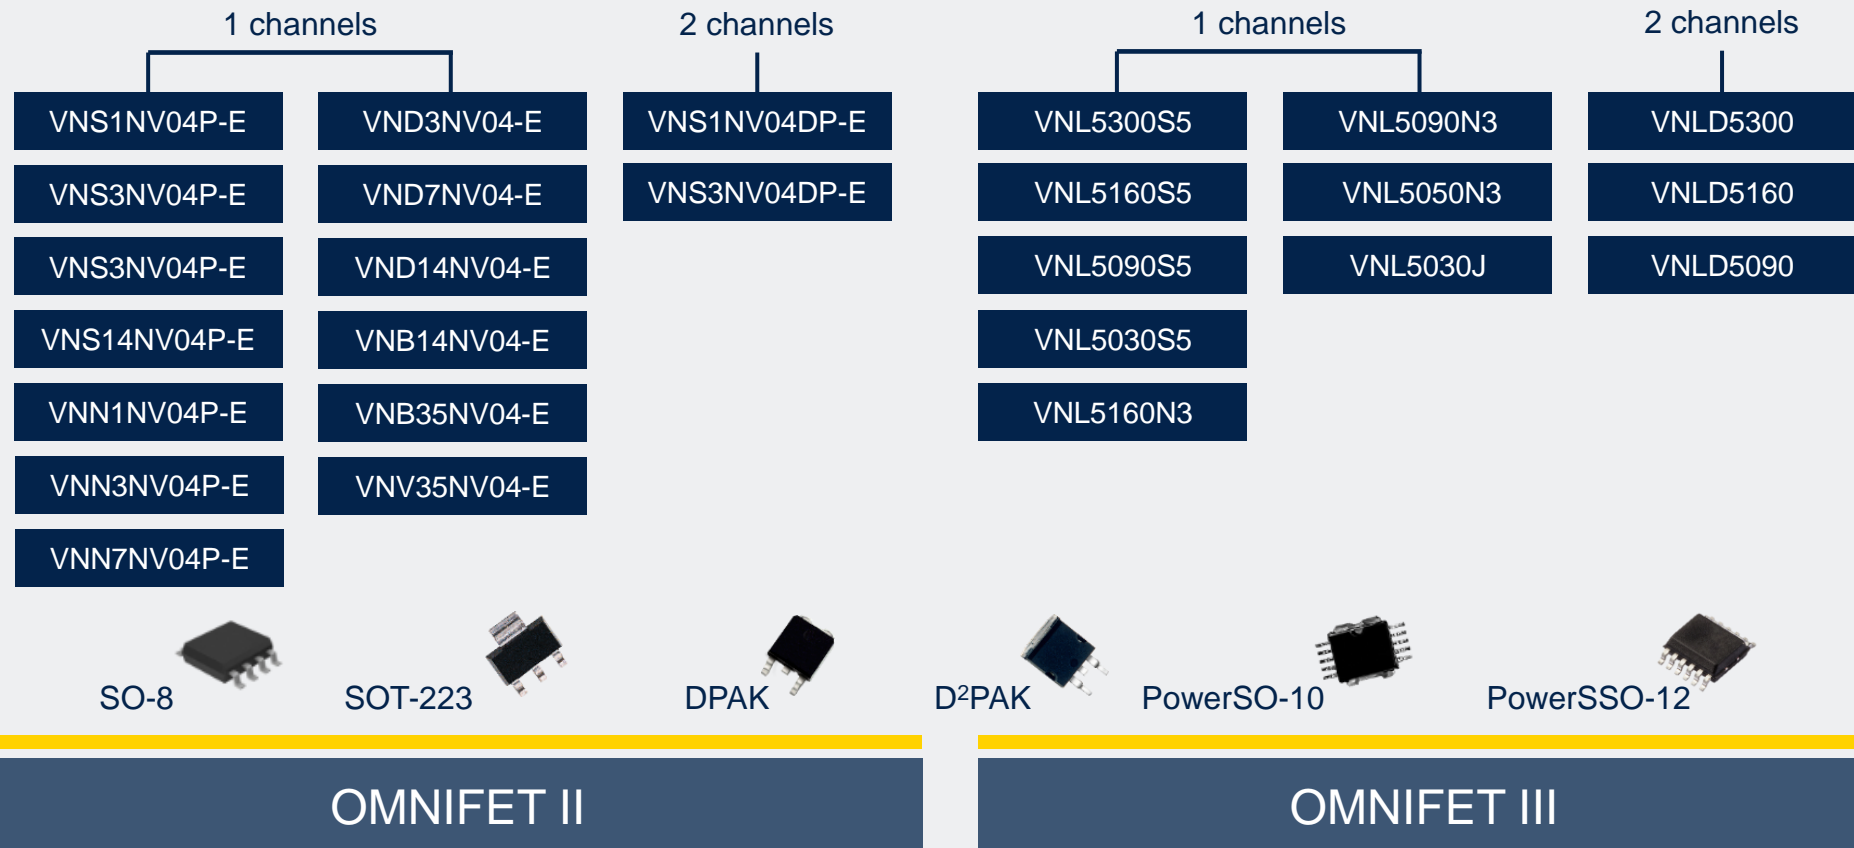 1 channels
2 channels
1 channels
2 channels
VNS1NV04P-E
VND3NV04-E
VNS1NV04DP-E
VNL5300S5
VNL5090N3
VNLD5300
VNS3NV04P-E
VND7NV04-E
VNS3NV04DP-E
VNL5160S5
VNL5050N3
VNLD5160
VNS3NV04P-E
VND14NV04-E
VNL5090S5
VNL5030J
VNLD5090
VNS14NV04P-E
VNB14NV04-E
VNL5030S5
VNN1NV04P-E
VNB35NV04-E
VNL5160N3
VNN3NV04P-E
VNV35NV04-E
VNN7NV04P-E
SO-8
SOT-223
DPAK
D²PAK
PowerSO-10
PowerSSO-12
OMNIFET II
OMNIFET III